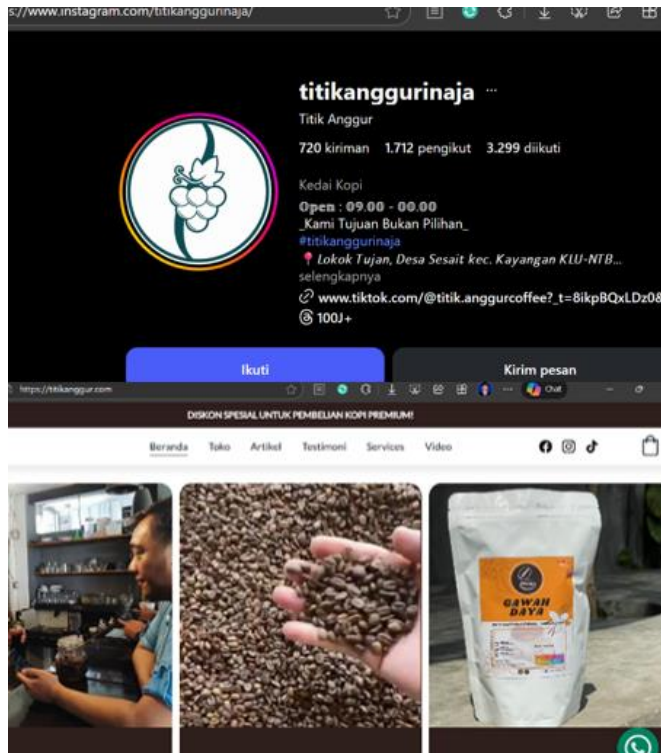 s://www.instagram.com/titikanggurinaja/
titikanggurinaja ...
Titik Anggur
720 kiriman 1.712 pengikut 3.299 diikuti
Kedai Kopi
Open : 09.00 - 00.00
_Kami Tujuan Bukan Pilihan_
#titikanggurinaja
📍 Lokok Tujan, Desa Sesait kec. Kayangan KLU-NTB...
selengkapnya
www.tiktok.com/@titik.anggurcoffee?_t=8ikpBQxLDz0&
100J+
Ikuti Kirim pesan
https://titikanggur.com
Chat
DISKON SPESIAL UNTUK PEMBELIAN KOPI PREMIUM!
Beranda Toko Artikel Testimoni Services Video
GAWAH
DAYA